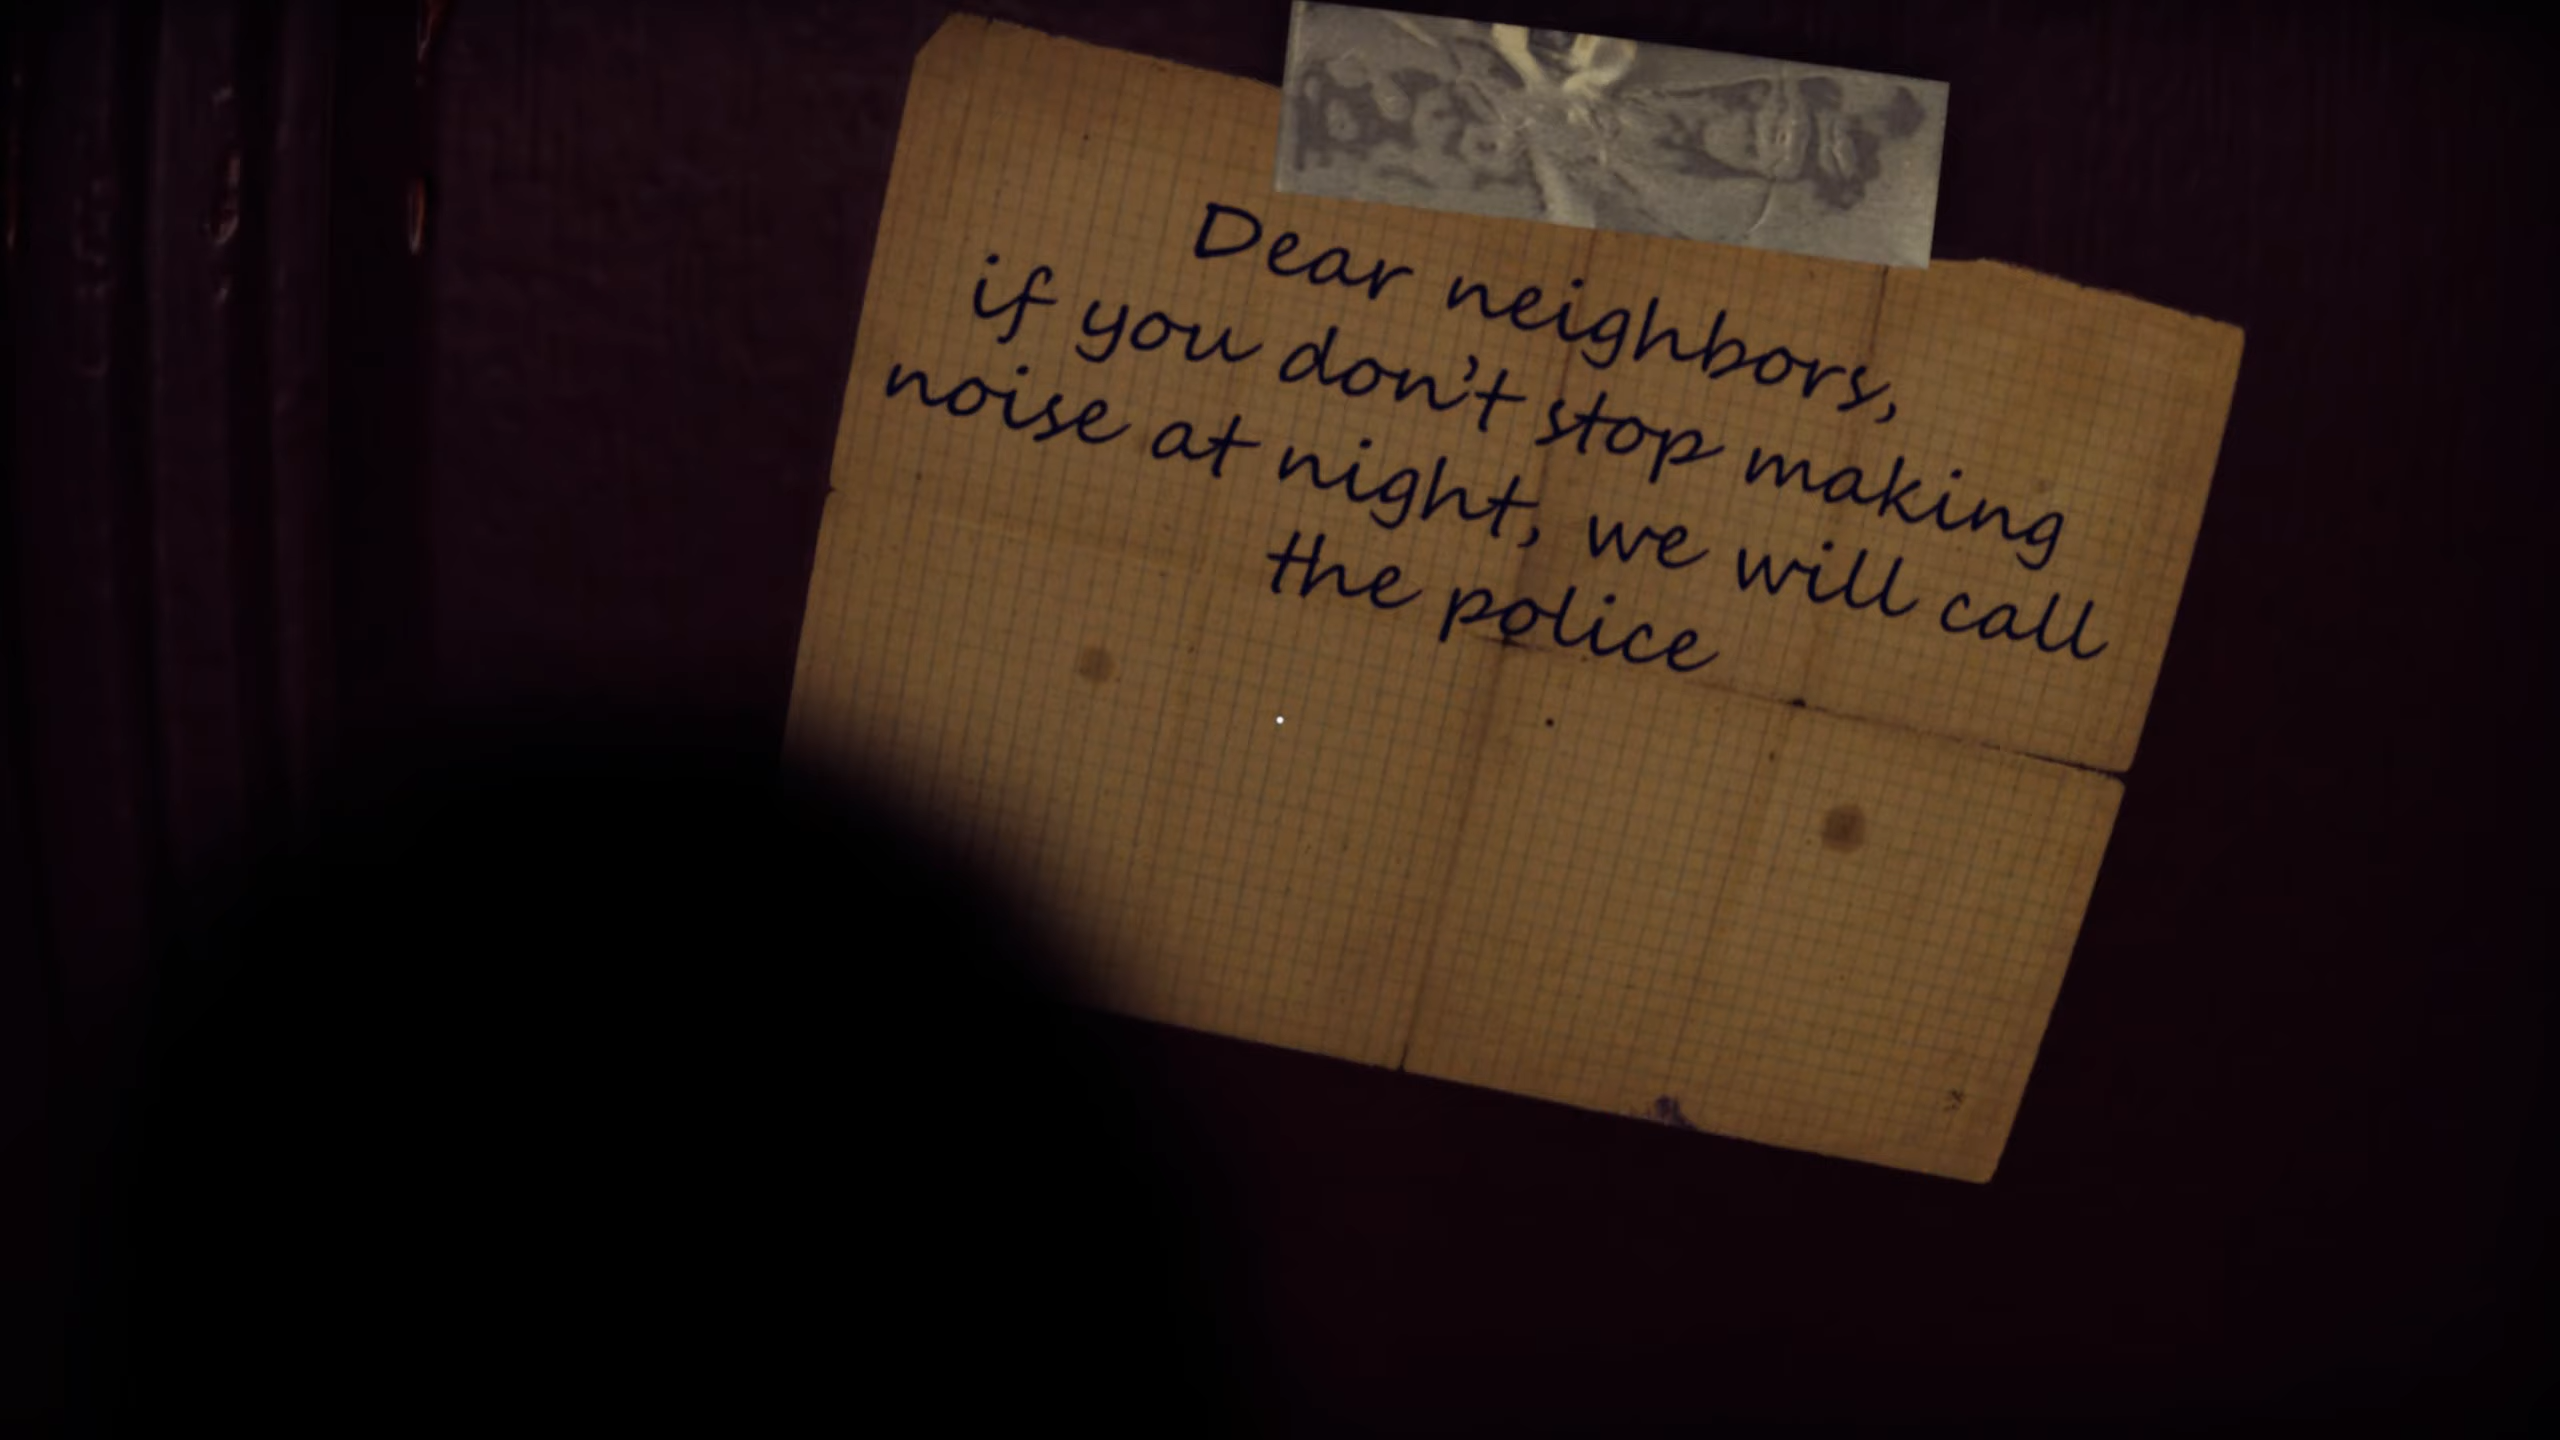 Dear neighbors,
if you don't stop making
noise at night, we will call
the police